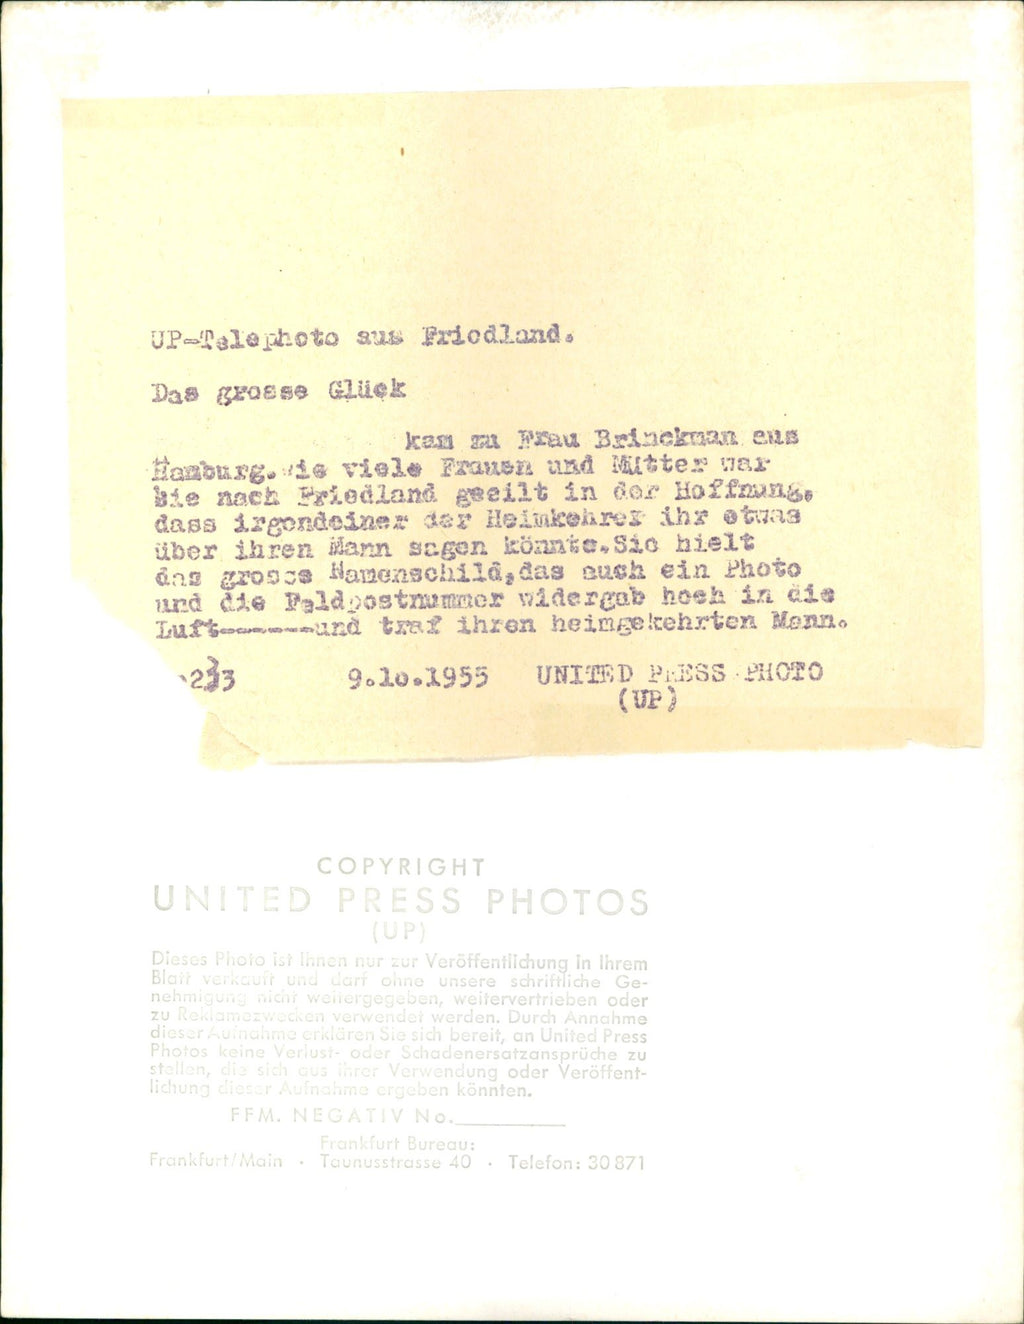 UP-Telephoto aus Friedland.
Das grosse Glück
kam zu Frau Brinckman aus
Hamburg. Wie viele Frauen und Mütter war
Sie nach Friedland geeilt in der Hoffnung,
dass irgendeiner der Heimkehrer ihr etwas
über ihren Mann sagen könnte. Sie hielt
das grosse Namenschild, das auch ein Photo
und die Feldpostnummer widergab hoch in die
Luft-------und traf ihren heimgekehrten Mann.
9.10.1955 UNITED PRESS PHOTO
(UP)
COPYRIGHT
UNITED PRESS PHOTOS
(UP)
Dieses Photo ist Ihnen nur zur Veröffentlichung in Ihrem
Blatt verkauft und darf ohne unsere schriftliche Ge-
nehmigung nicht weitergegeben, weitervertrieben oder
zu Reklamezwecken verwendet werden. Durch Annahme
dieser Aufnahme erklären Sie sich bereit, an United Press
Photos keine Verlust- oder Schadenersatzansprüche zu
stellen, die sich aus ihrer Verwendung oder Veröffent-
lichung dieser Aufnahme ergeben könnten.
FFM. NEGATIV No.
Frankfurt Bureau:
Frankfurt/Main · Taunusstrasse 40 · Telefon: 30871